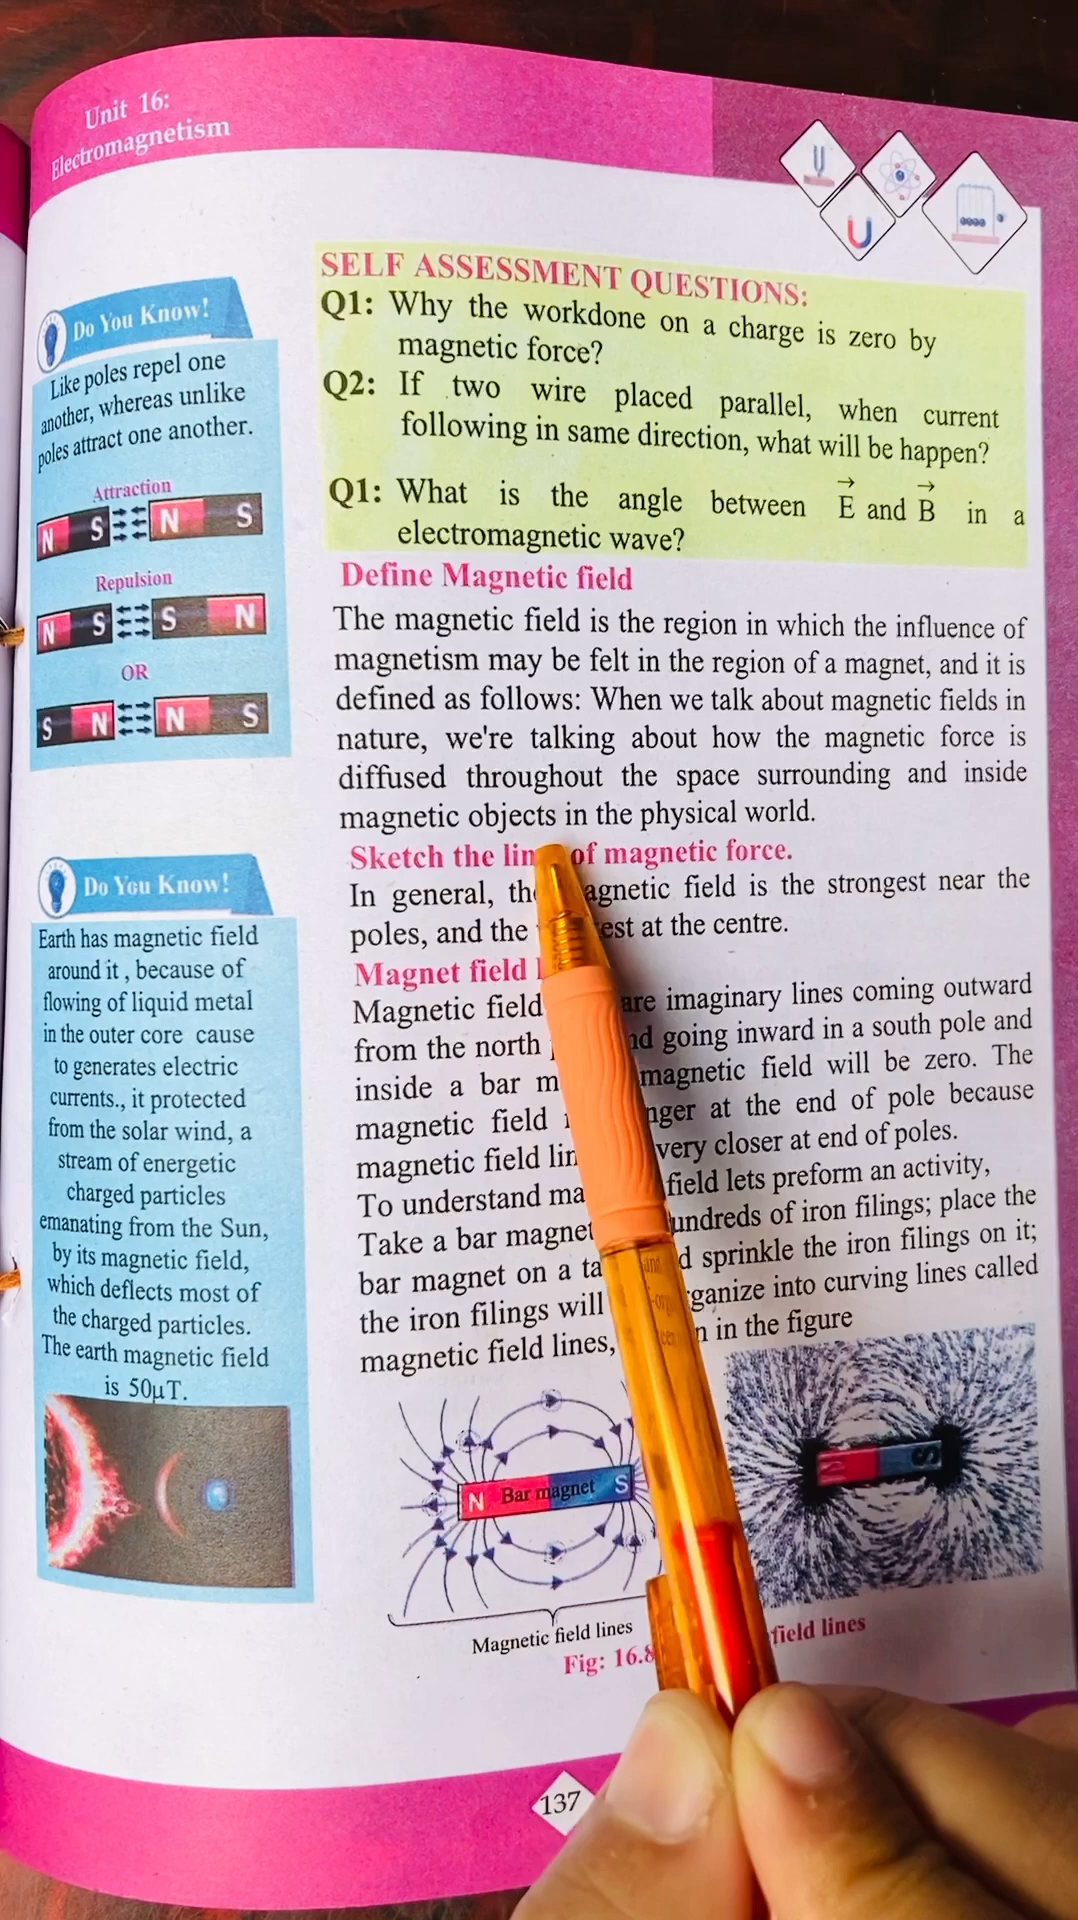 Unit 16:
Electromagnetism
SELF ASSESSMENT QUESTIONS:
Q1: Why the workdone on a charge is zero by
magnetic force?
Q2: If two wire placed parallel, when current
following in same direction, what will be happen?
Q1: What is the angle between E and B in a
electromagnetic wave?
Define Magnetic field
The magnetic field is the region in which the influence of
magnetism may be felt in the region of a magnet, and it is
defined as follows: When we talk about magnetic fields in
nature, we're talking about how the magnetic force is
diffused throughout the space surrounding and inside
magnetic objects in the physical world.
Sketch the of magnetic force.
In general, magnetic field is the strongest near the
poles, and the at the centre.
Magnet field
Magnetic field are imaginary lines coming outward
from the north going inward in a south pole and
inside a bar magnetic field will be zero. The
magnetic field at the end of pole because
magnetic field very closer at end of poles.
To understand field lets preform an activity,
Take a bar magnet hundreds of iron filings; place the
bar magnet on a sprinkle the iron filings on it;
the iron filings will into curving lines called
magnetic field lines, in the figure
N Bar magnet S
Magnetic field lines
Fig: 16.8 field lines
Do You Know!
Like poles repel one
another, whereas unlike
poles attract one another.
Attraction
N S N S
Repulsion
N S S N
OR
S N N S
Do You Know!
Earth has magnetic field
around it , because of
flowing of liquid metal
in the outer core cause
to generates electric
currents., it protected
from the solar wind, a
stream of energetic
charged particles
emanating from the Sun,
by its magnetic field,
which deflects most of
the charged particles.
The earth magnetic field
is 50µT.
137